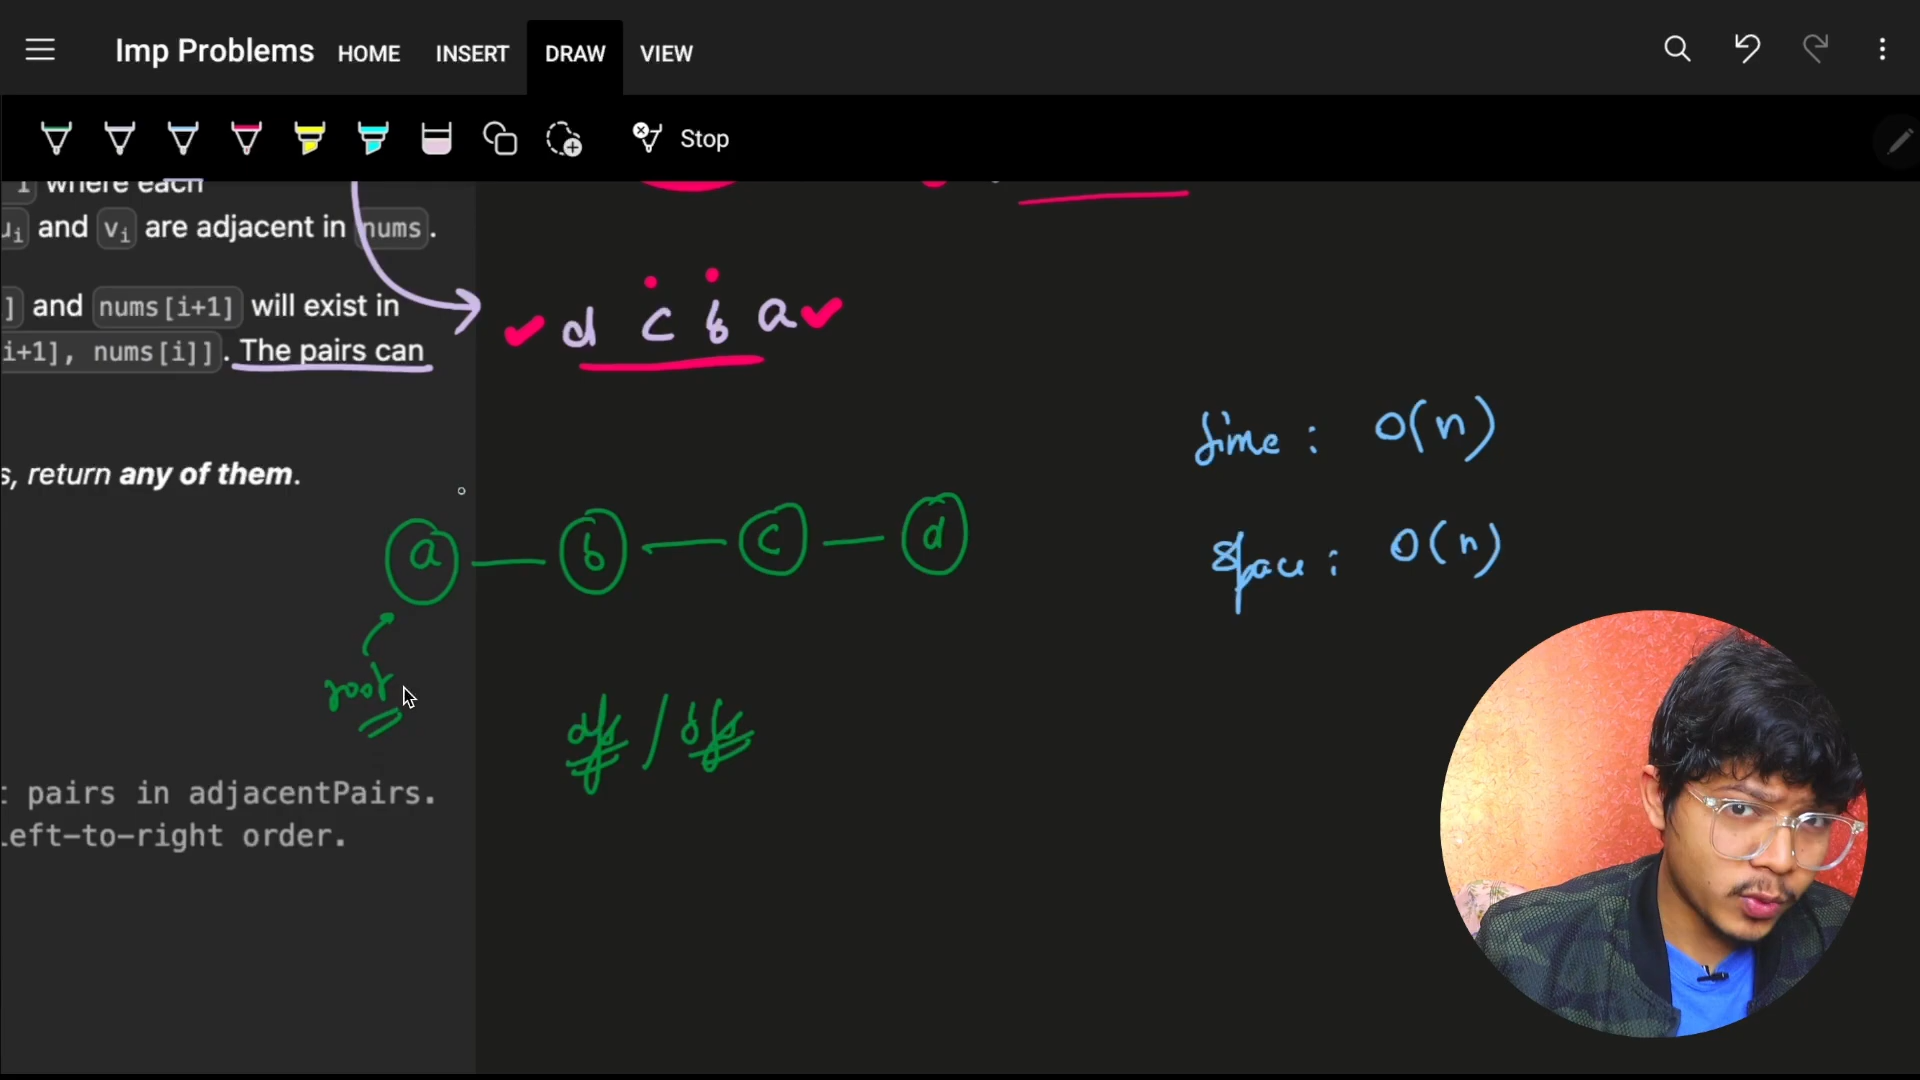 Imp Problems HOME INSERT DRAW VIEW
Stop
i where each
ui and vi are adjacent in nums.
] and nums[i+1] will exist in
i+1], nums[i]]. The pairs can
s, return any of them.
d c b a
time: O(n)
space: O(n)
a b c d
root
dfs / bfs
t pairs in adjacentPairs.
left-to-right order.